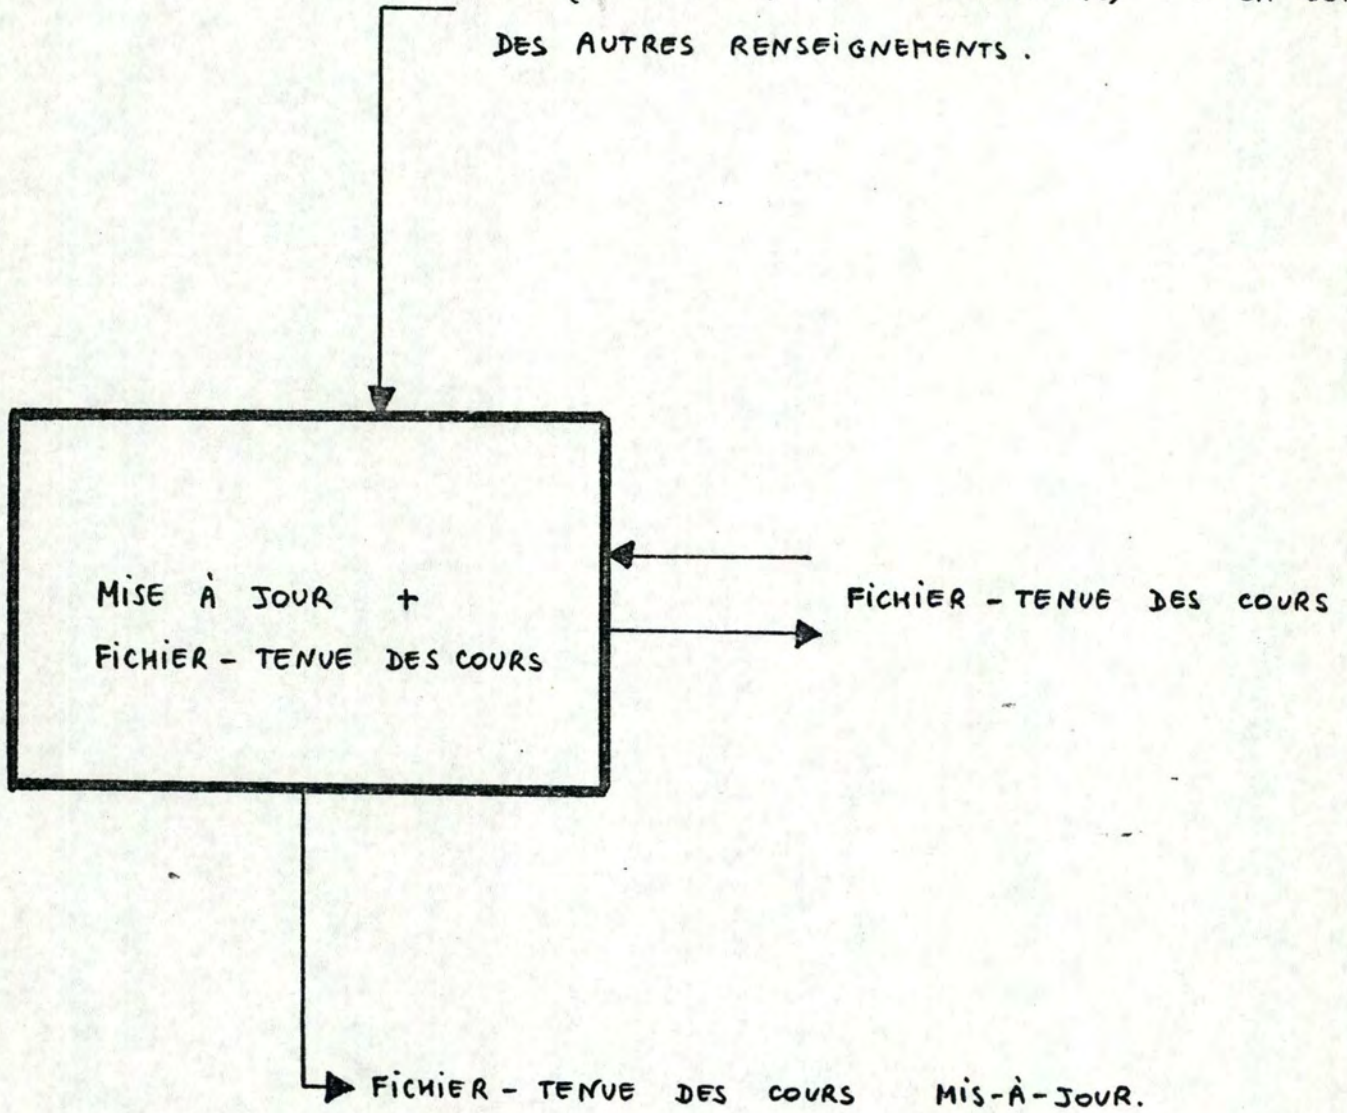 DES AUTRES RENSEIGNEMENTS.
MISE À JOUR +
FICHIER - TENUE DES COURS
FICHIER - TENUE DES COURS
FICHIER - TENUE DES COURS MIS-À-JOUR.